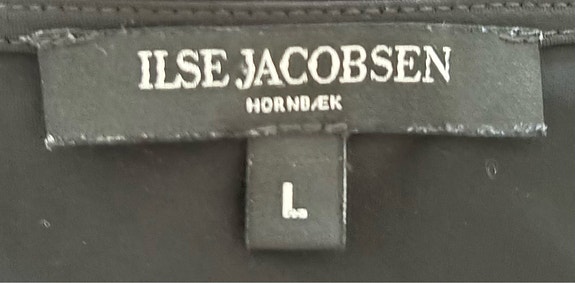 ILSE JACOBSEN
HORNBÆK
L